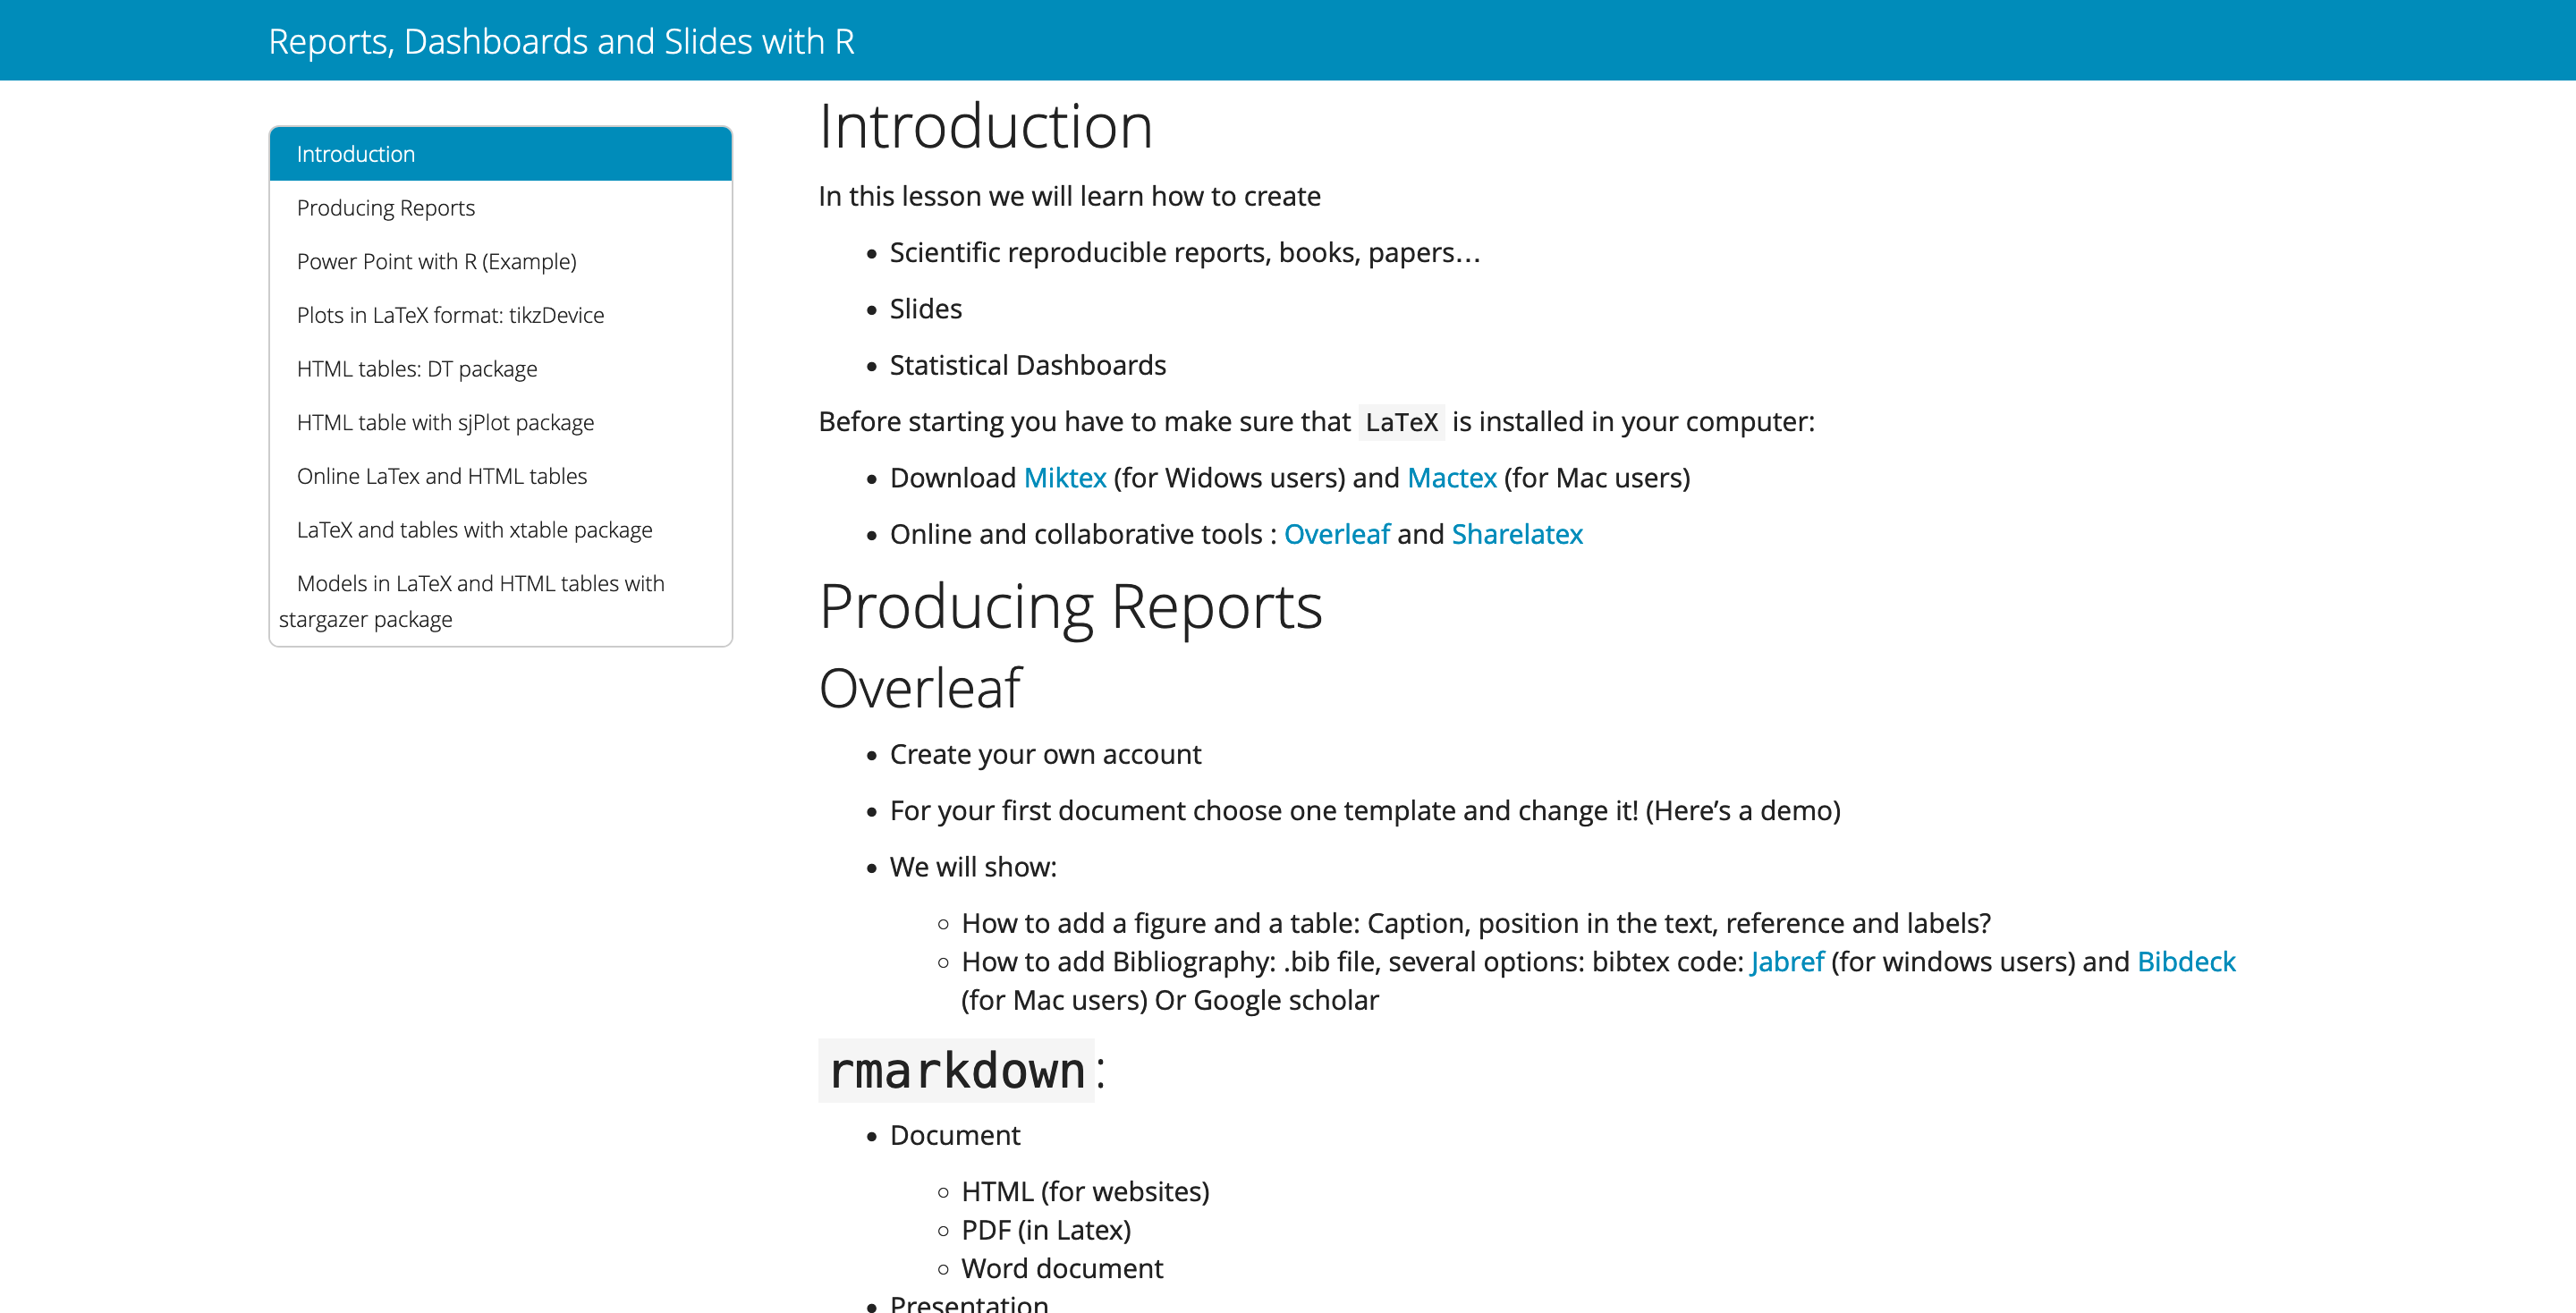 Reports, Dashboards and Slides with R
Introduction
Producing Reports
Power Point with R (Example)
Plots in LaTeX format: tikzDevice
HTML tables: DT package
HTML table with sjPlot package
Online LaTex and HTML tables
LaTeX and tables with xtable package
Models in LaTeX and HTML tables with
stargazer package
Introduction
In this lesson we will learn how to create
• Scientific reproducible reports, books, papers…
• Slides
• Statistical Dashboards
Before starting you have to make sure that LaTeX is installed in your computer:
• Download Miktex (for Widows users) and Mactex (for Mac users)
• Online and collaborative tools : Overleaf and Sharelatex
Producing Reports
Overleaf
• Create your own account
• For your first document choose one template and change it! (Here’s a demo)
• We will show:
◦ How to add a figure and a table: Caption, position in the text, reference and labels?
◦ How to add Bibliography: .bib file, several options: bibtex code: Jabref (for windows users) and Bibdeck
(for Mac users) Or Google scholar
rmarkdown:
• Document
◦ HTML (for websites)
◦ PDF (in Latex)
◦ Word document
• Presentation